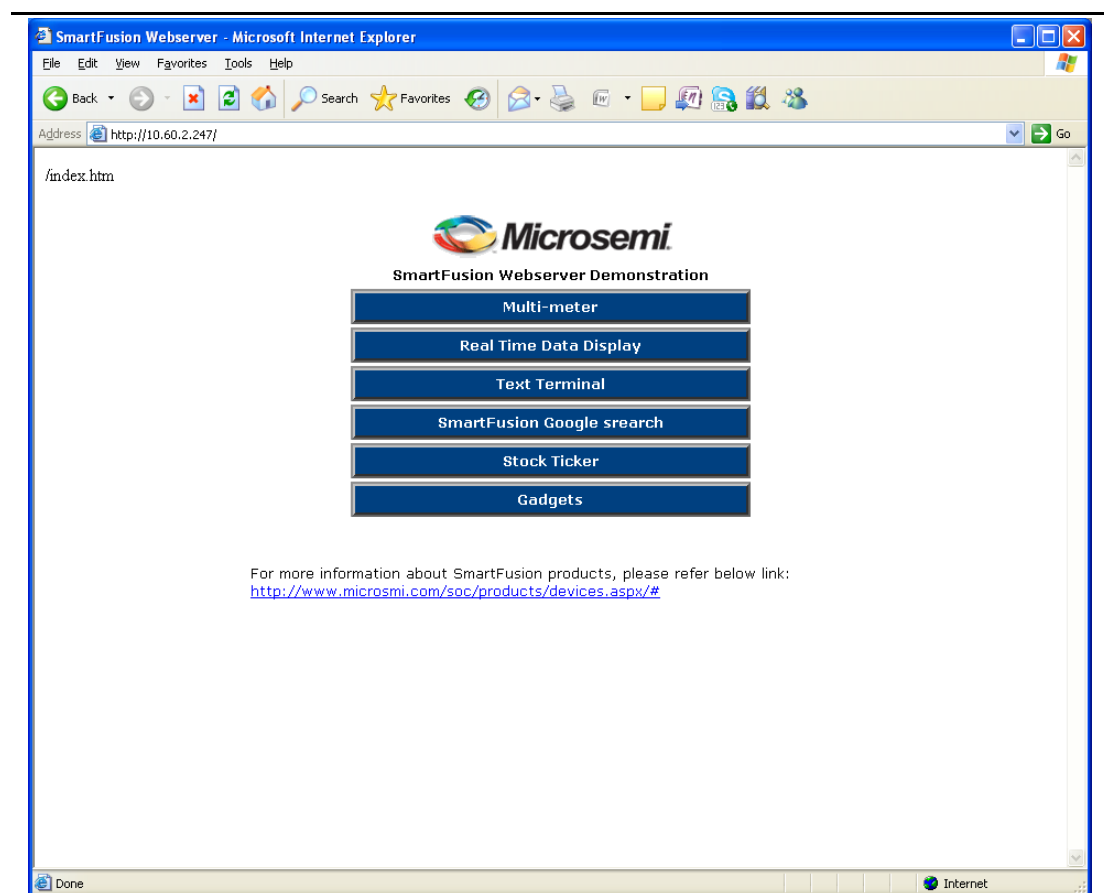 SmartFusion Webserver - Microsoft Internet Explorer
File Edit View Favorites Tools Help
Back Search Favorites
Address http://10.60.2.247/ Go
/index.htm
Microsemi.
SmartFusion Webserver Demonstration
Multi-meter
Real Time Data Display
Text Terminal
SmartFusion Google srearch
Stock Ticker
Gadgets
For more information about SmartFusion products, please refer below link:
http://www.microsmi.com/soc/products/devices.aspx/#
Done Internet